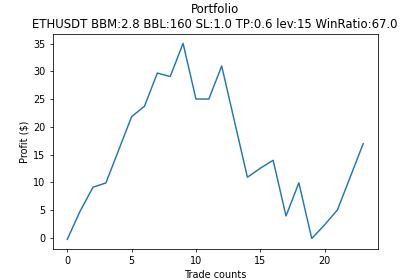 Portfolio
ETHUSDT BBM:2.8 BBL:160 SL:1.0 TP:0.6 lev:15 WinRatio:67.0
35
30
25
20
15
10
5
0
Profit ($)
0 5 10 15 20
Trade counts